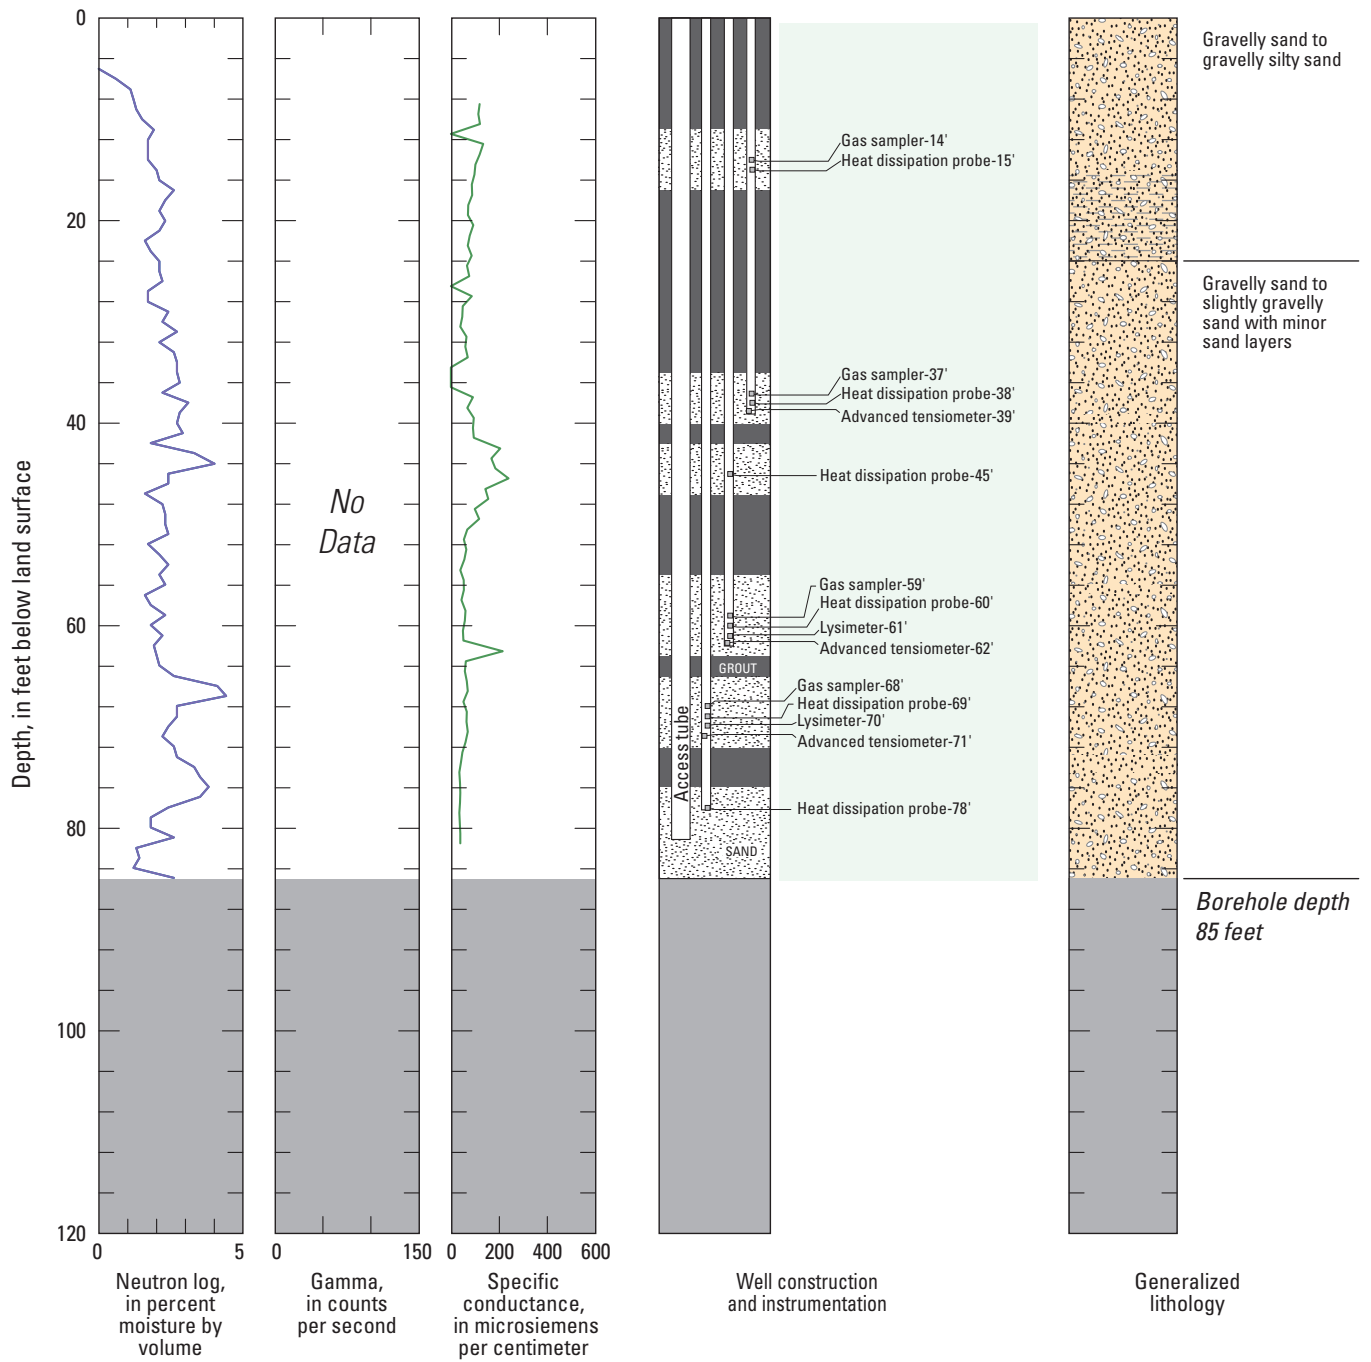 0
20
40
60
80
100
120
Depth, in feet below land surface
0
5
Neutron log,
in percent
moisture by
volume
No
Data
0
150
Gamma,
in counts
per second
0
200
400
600
Specific
conductance,
in microsiemens
per centimeter
Gas sampler-14'
Heat dissipation probe-15'
Gas sampler-37'
Heat dissipation probe-38'
Advanced tensiometer-39'
Heat dissipation probe-45'
Gas sampler-59'
Heat dissipation probe-60'
Lysimeter-61'
Advanced tensiometer-62'
GROUT
Gas sampler-68'
Heat dissipation probe-69'
Lysimeter-70'
Advanced tensiometer-71'
Access tube
Heat dissipation probe-78'
SAND
Well construction
and instrumentation
Gravelly sand to
gravelly silty sand
Gravelly sand to
slightly gravelly
sand with minor
sand layers
Borehole depth
85 feet
Generalized
lithology